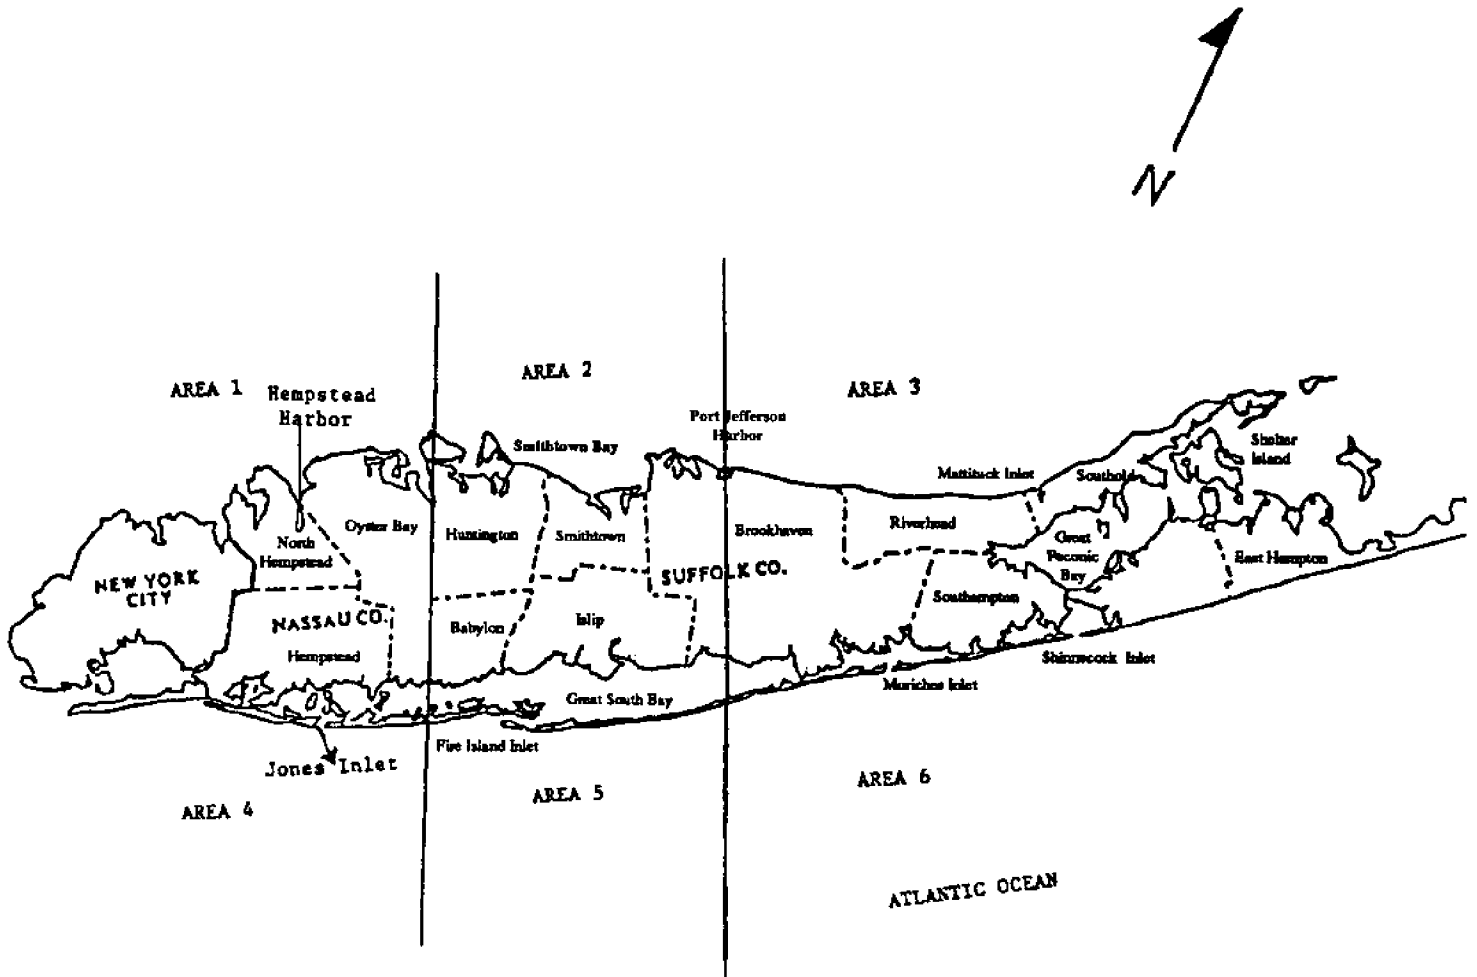 N
AREA 1
AREA 2
AREA 3
Hempstead
Harbor
Port Jefferson
Harbor
Smithtown Bay
Mattituck Inlet
Southold
Shelter
Island
Oyster Bay
Huntington
Smithtown
Brookhaven
Riverhead
North
Hempstead
Great
Peconic
Bay
East Hampton
NEW YORK
CITY
SUFFOLK CO.
NASSAU CO.
Babylon
Islip
Southampton
Hempstead
Shinnecock Inlet
Great South Bay
Moriches Inlet
Fire Island Inlet
Jones Inlet
AREA 4
AREA 5
AREA 6
ATLANTIC OCEAN